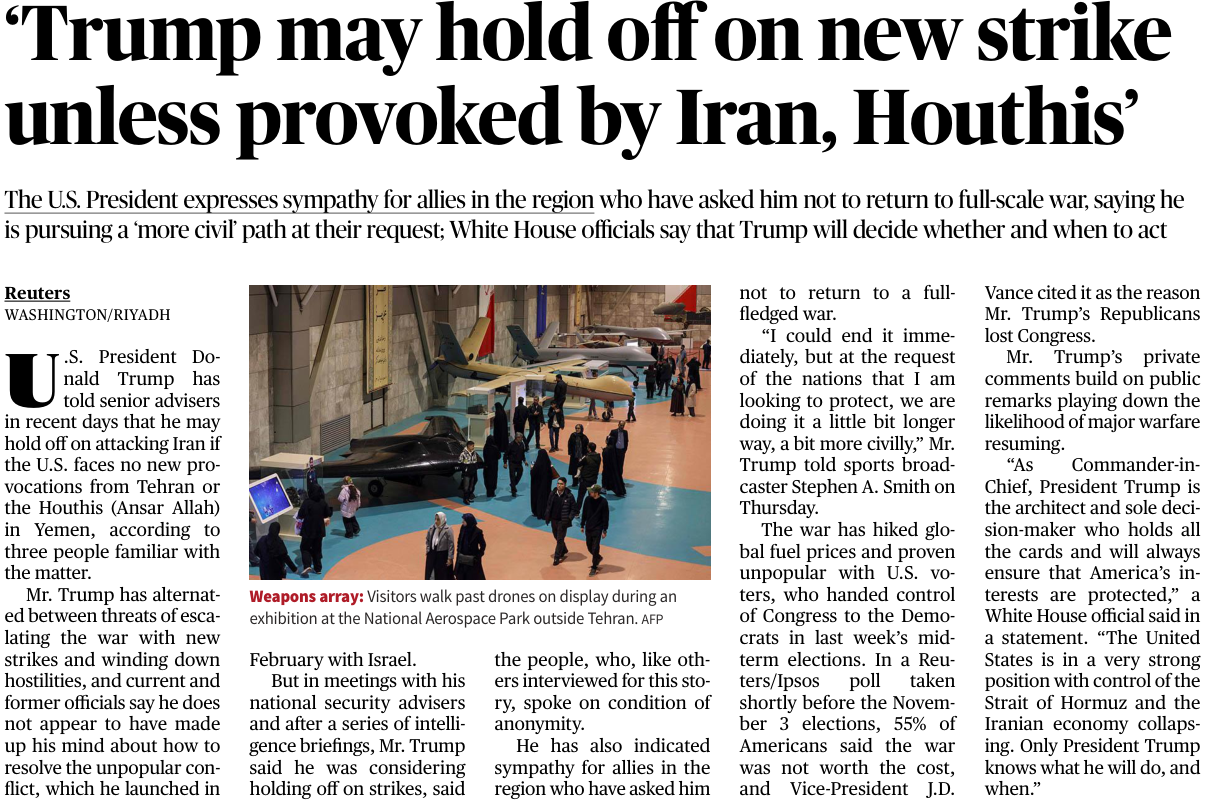 ‘Trump may hold off on new strike
unless provoked by Iran, Houthis’
The U.S. President expresses sympathy for allies in the region who have asked him not to return to full-scale war, saying he
is pursuing a ‘more civil’ path at their request; White House officials say that Trump will decide whether and when to act
Reuters
WASHINGTON/RIYADH
U.S. President Do-
nald Trump has
told senior advisers
in recent days that he may
hold off on attacking Iran if
the U.S. faces no new pro-
vocations from Tehran or
the Houthis (Ansar Allah)
in Yemen, according to
three people familiar with
the matter.
Mr. Trump has alternat-
ed between threats of esca-
lating the war with new
strikes and winding down
hostilities, and current and
former officials say he does
not appear to have made
up his mind about how to
resolve the unpopular con-
flict, which he launched in
Weapons array: Visitors walk past drones on display during an
exhibition at the National Aerospace Park outside Tehran. AFP
February with Israel.
But in meetings with his
national security advisers
and after a series of intelli-
gence briefings, Mr. Trump
said he was considering
holding off on strikes, said
the people, who, like oth-
ers interviewed for this sto-
ry, spoke on condition of
anonymity.
He has also indicated
sympathy for allies in the
region who have asked him
not to return to a full-
fledged war.
“I could end it imme-
diately, but at the request
of the nations that I am
looking to protect, we are
doing it a little bit longer
way, a bit more civilly,” Mr.
Trump told sports broad-
caster Stephen A. Smith on
Thursday.
The war has hiked glo-
bal fuel prices and proven
unpopular with U.S. vo-
ters, who handed control
of Congress to the Demo-
crats in last week’s mid-
term elections. In a Reu-
ters/Ipsos poll taken
shortly before the Novem-
ber 3 elections, 55% of
Americans said the war
was not worth the cost,
and Vice-President J.D.
Vance cited it as the reason
Mr. Trump’s Republicans
lost Congress.
Mr. Trump’s private
comments build on public
remarks playing down the
likelihood of major warfare
resuming.
“As Commander-in-
Chief, President Trump is
the architect and sole deci-
sion-maker who holds all
the cards and will always
ensure that America’s in-
terests are protected,” a
White House official said in
a statement. “The United
States is in a very strong
position with control of the
Strait of Hormuz and the
Iranian economy collaps-
ing. Only President Trump
knows what he will do, and
when.”